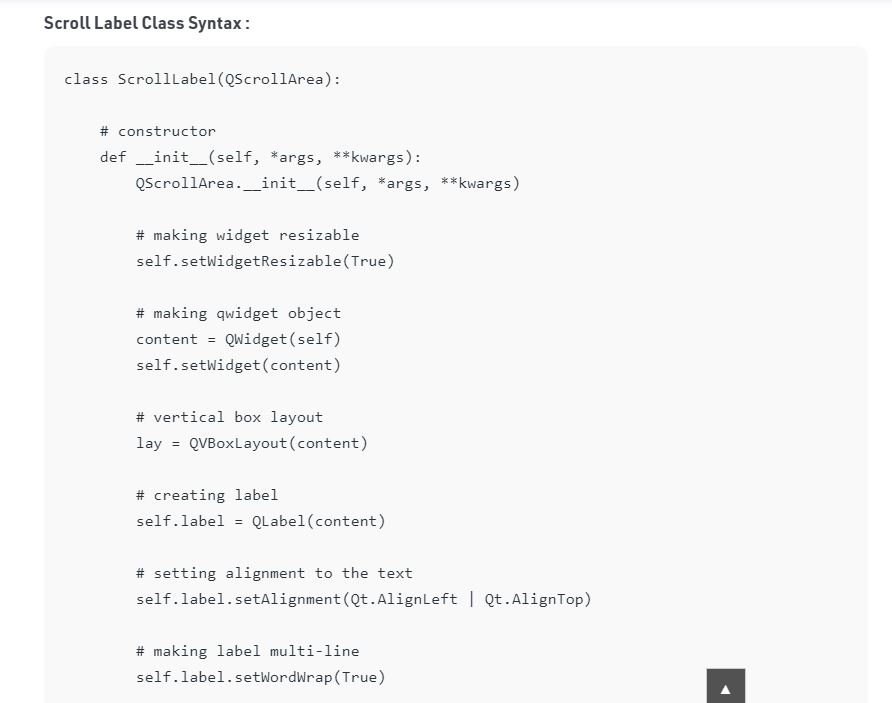 Scroll Label Class Syntax :
class ScrollLabel(QScrollArea):
# constructor
def __init__(self, *args, **kwargs):
QScrollArea.__init__(self, *args, **kwargs)
# making widget resizable
self.setWidgetResizable(True)
# making qwidget object
content = QWidget(self)
self.setWidget(content)
# vertical box layout
lay = QVBoxLayout(content)
# creating label
self.label = QLabel(content)
# setting alignment to the text
self.label.setAlignment(Qt.AlignLeft | Qt.AlignTop)
# making label multi-line
self.label.setWordWrap(True)